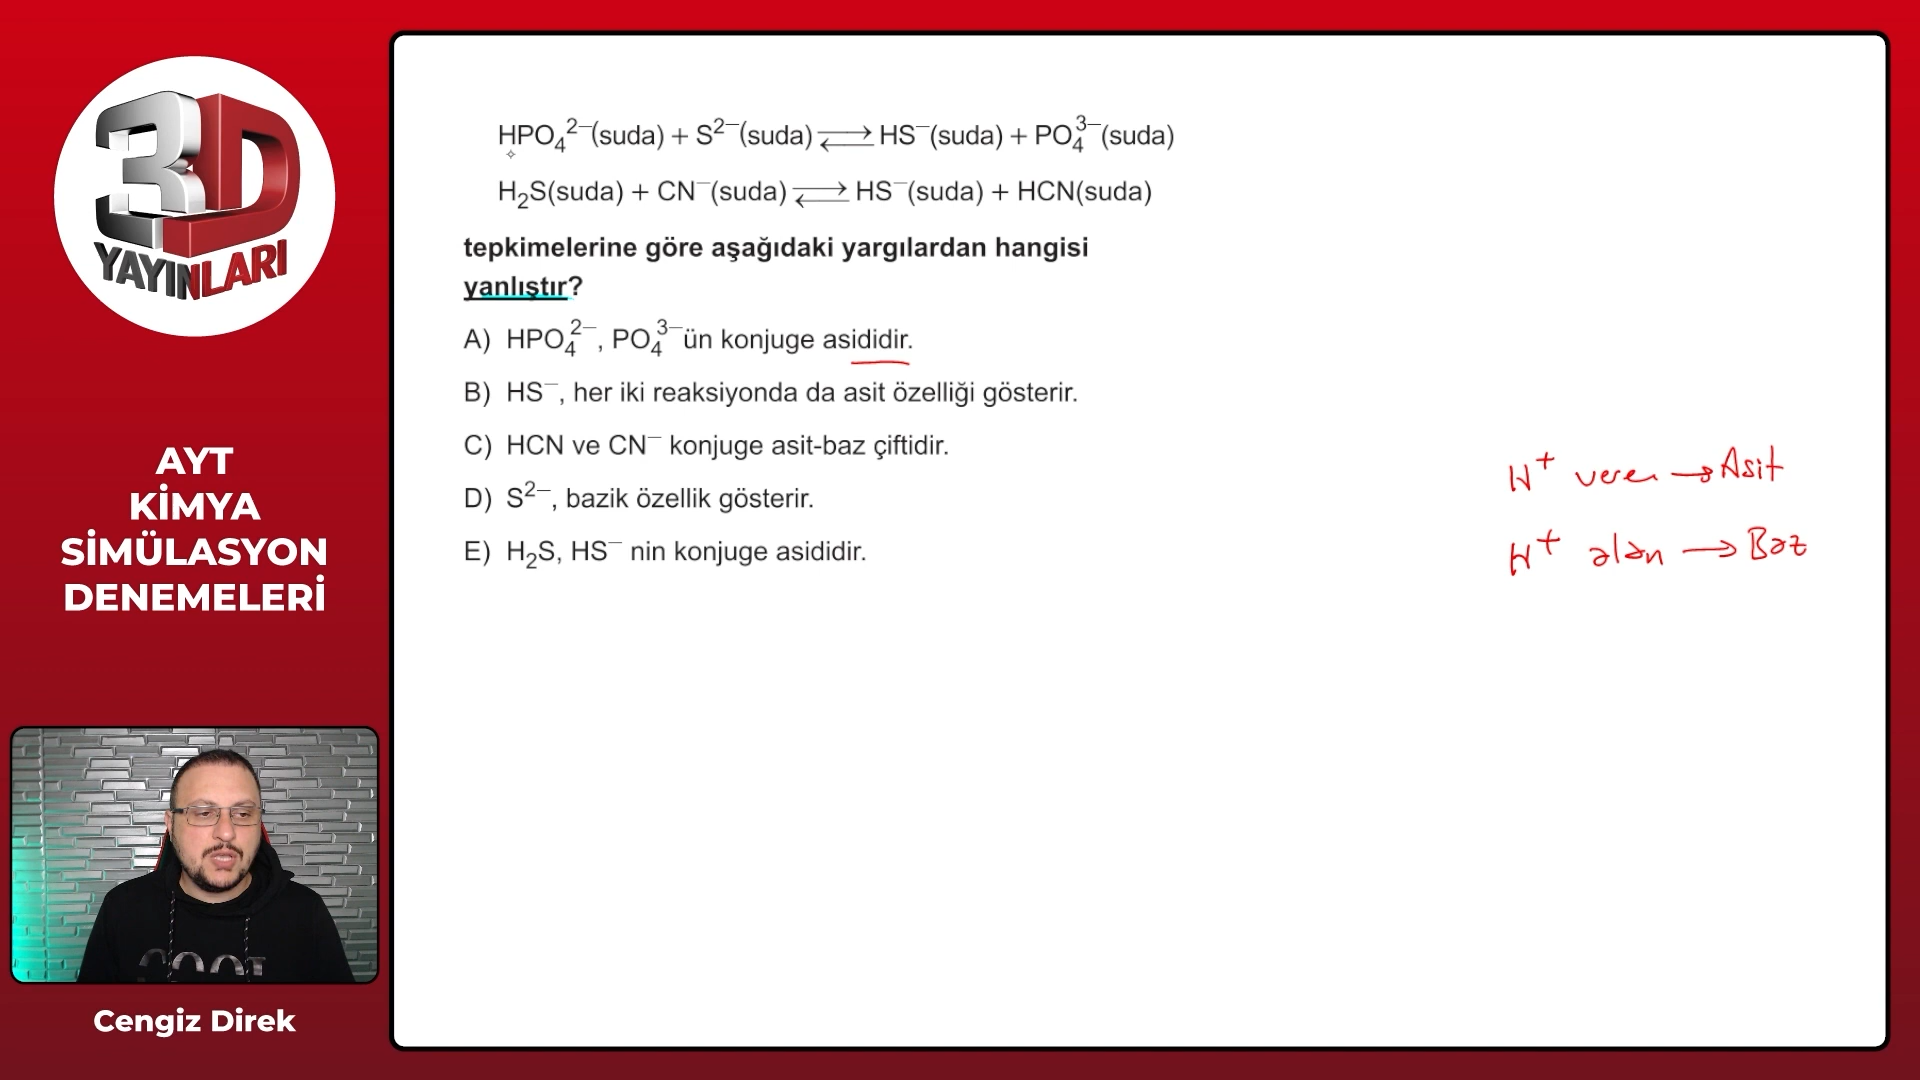 3D
YAYINLARI
AYT
KİMYA
SİMÜLASYON
DENEMELERİ
Cengiz Direk
HPO₄²⁻(suda) + S²⁻(suda) ⇌ HS⁻(suda) + PO₄³⁻(suda)
H₂S(suda) + CN⁻(suda) ⇌ HS⁻(suda) + HCN(suda)
tepkimelerine göre aşağıdaki yargılardan hangisi
yanlıştır?
A) HPO₄²⁻, PO₄³⁻ün konjuge asididir.
B) HS⁻, her iki reaksiyonda da asit özelliği gösterir.
C) HCN ve CN⁻ konjuge asit-baz çiftidir.
D) S²⁻, bazik özellik gösterir.
E) H₂S, HS⁻ nin konjuge asididir.
H⁺ veren → Asit
H⁺ alan → Baz